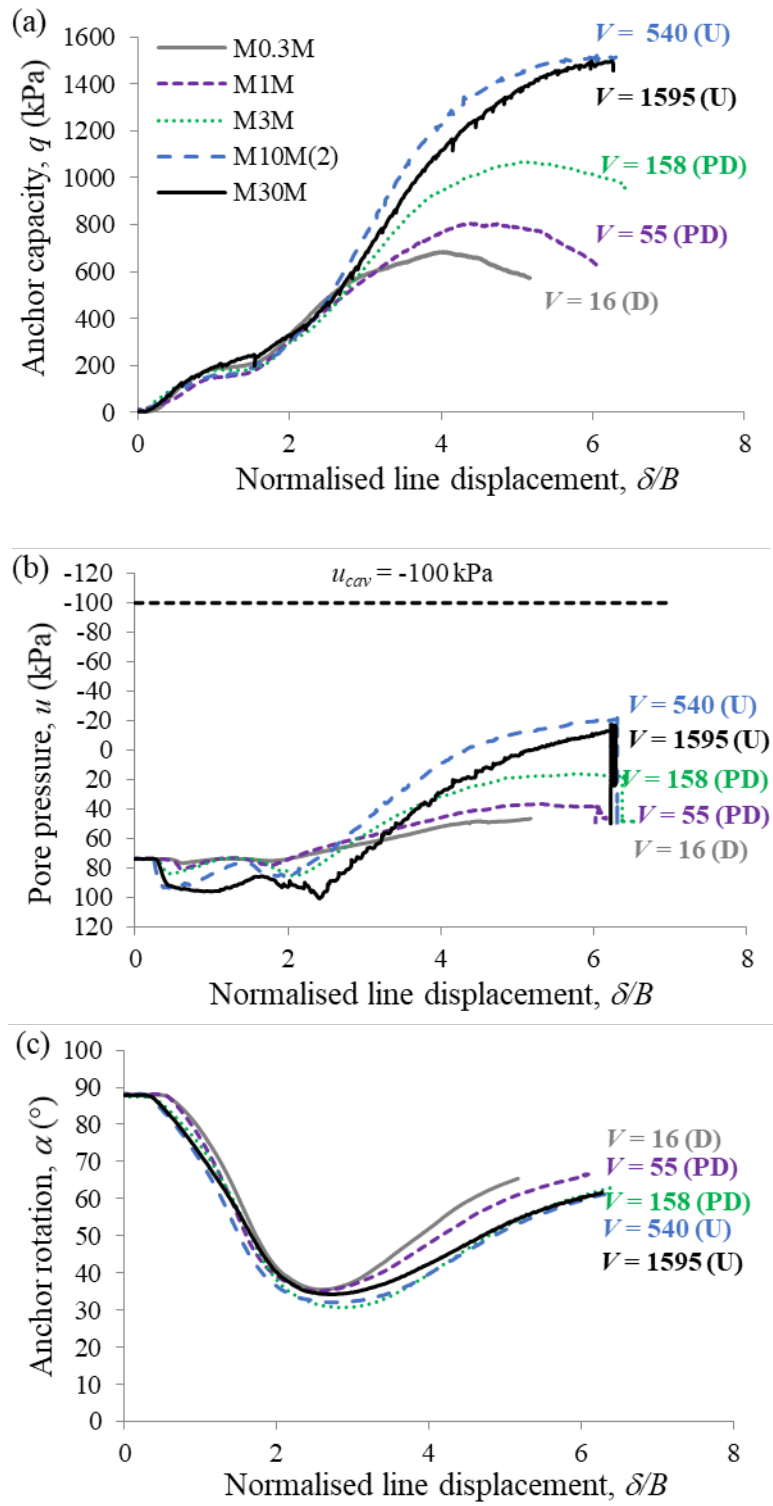 (a)
1600
1400
1200
1000
800
600
400
200
0
Anchor capacity, q (kPa)
M0.3M
M1M
M3M
M10M(2)
M30M
V = 540 (U)
V = 1595 (U)
V = 158 (PD)
V = 55 (PD)
V = 16 (D)
0 2 4 6 8
Normalised line displacement, δ/B
(b)
-120
-100
-80
-60
-40
-20
0
20
40
60
80
100
120
Pore pressure, u (kPa)
u_cav = -100 kPa
V = 540 (U)
V = 1595 (U)
V = 158 (PD)
V = 55 (PD)
V = 16 (D)
0 2 4 6 8
Normalised line displacement, δ/B
(c)
100
90
80
70
60
50
40
30
20
10
0
Anchor rotation, α (°)
V = 16 (D)
V = 55 (PD)
V = 158 (PD)
V = 540 (U)
V = 1595 (U)
0 2 4 6 8
Normalised line displacement, δ/B